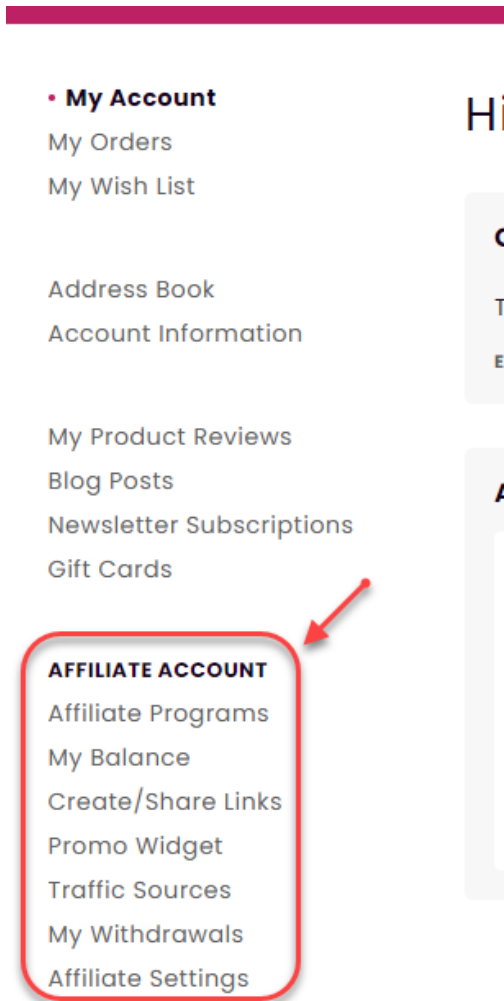 • My Account
My Orders
My Wish List
Address Book
Account Information
My Product Reviews
Blog Posts
Newsletter Subscriptions
Gift Cards
AFFILIATE ACCOUNT
Affiliate Programs
My Balance
Create/Share Links
Promo Widget
Traffic Sources
My Withdrawals
Affiliate Settings
Hi